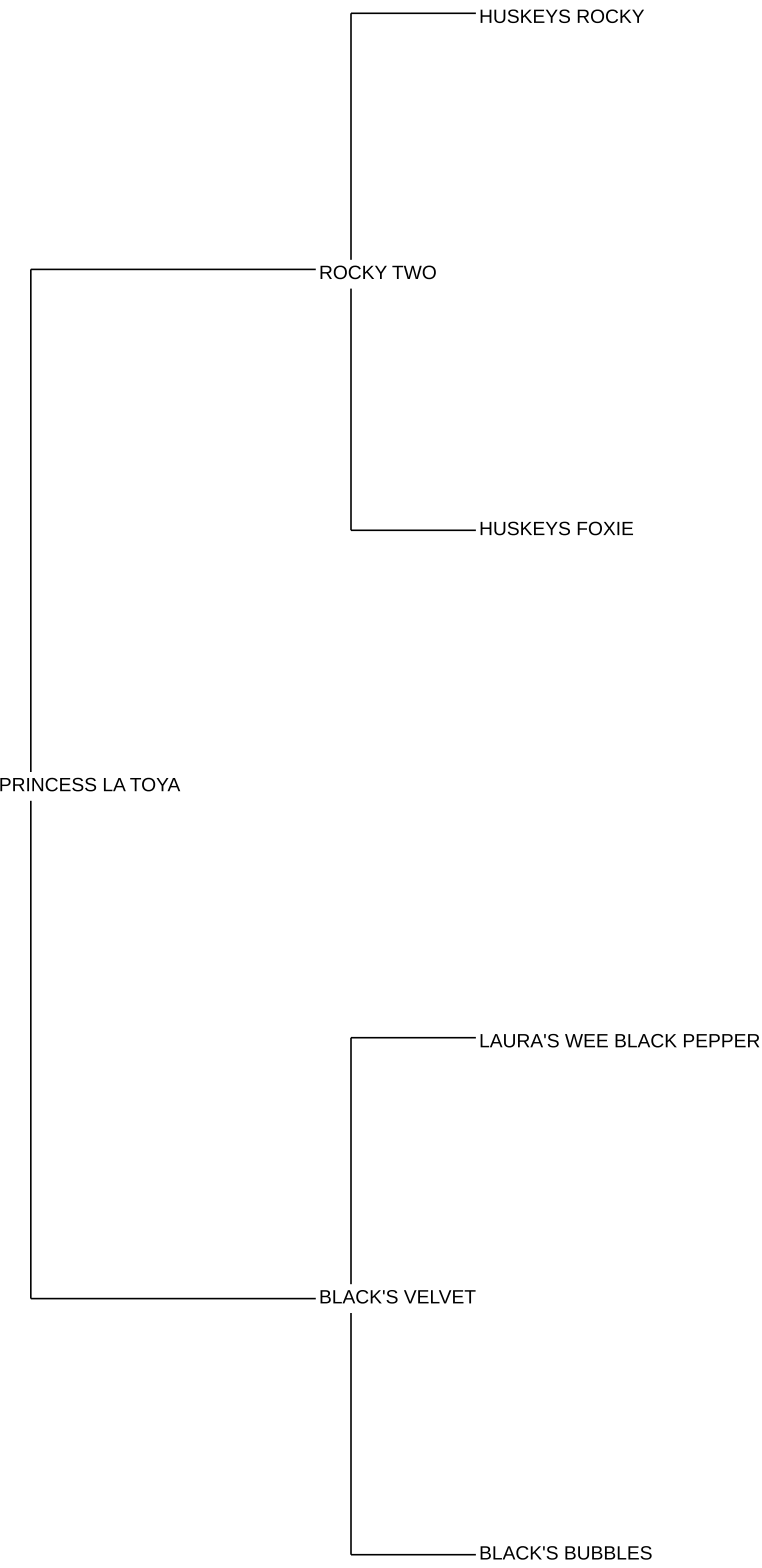 HUSKEYS ROCKY
ROCKY TWO
HUSKEYS FOXIE
PRINCESS LA TOYA
LAURA'S WEE BLACK PEPPER
BLACK'S VELVET
BLACK'S BUBBLES